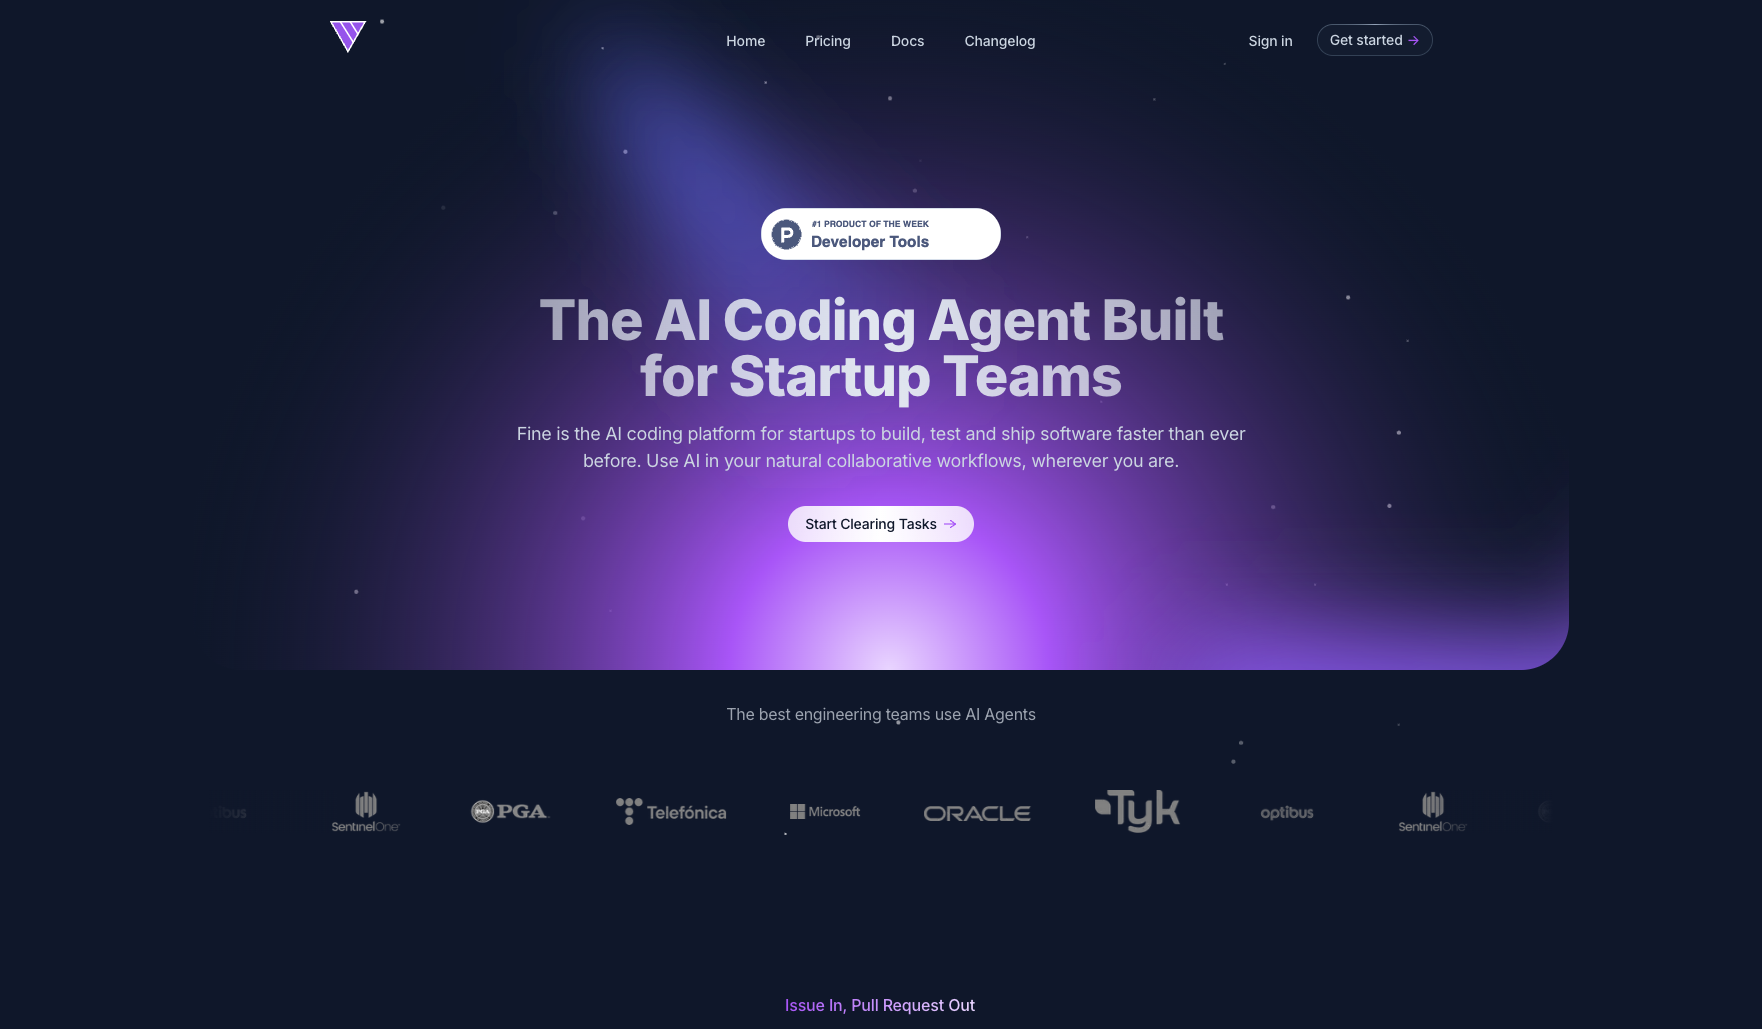 Home Pricing Docs Changelog Sign in Get started →
#1 PRODUCT OF THE WEEK
P Developer Tools
The AI Coding Agent Built
for Startup Teams
Fine is the AI coding platform for startups to build, test and ship software faster than ever
before. Use AI in your natural collaborative workflows, wherever you are.
Start Clearing Tasks →
The best engineering teams use AI Agents
SentinelOne PGA Telefónica Microsoft ORACLE Tyk optibus SentinelOne
Issue In, Pull Request Out